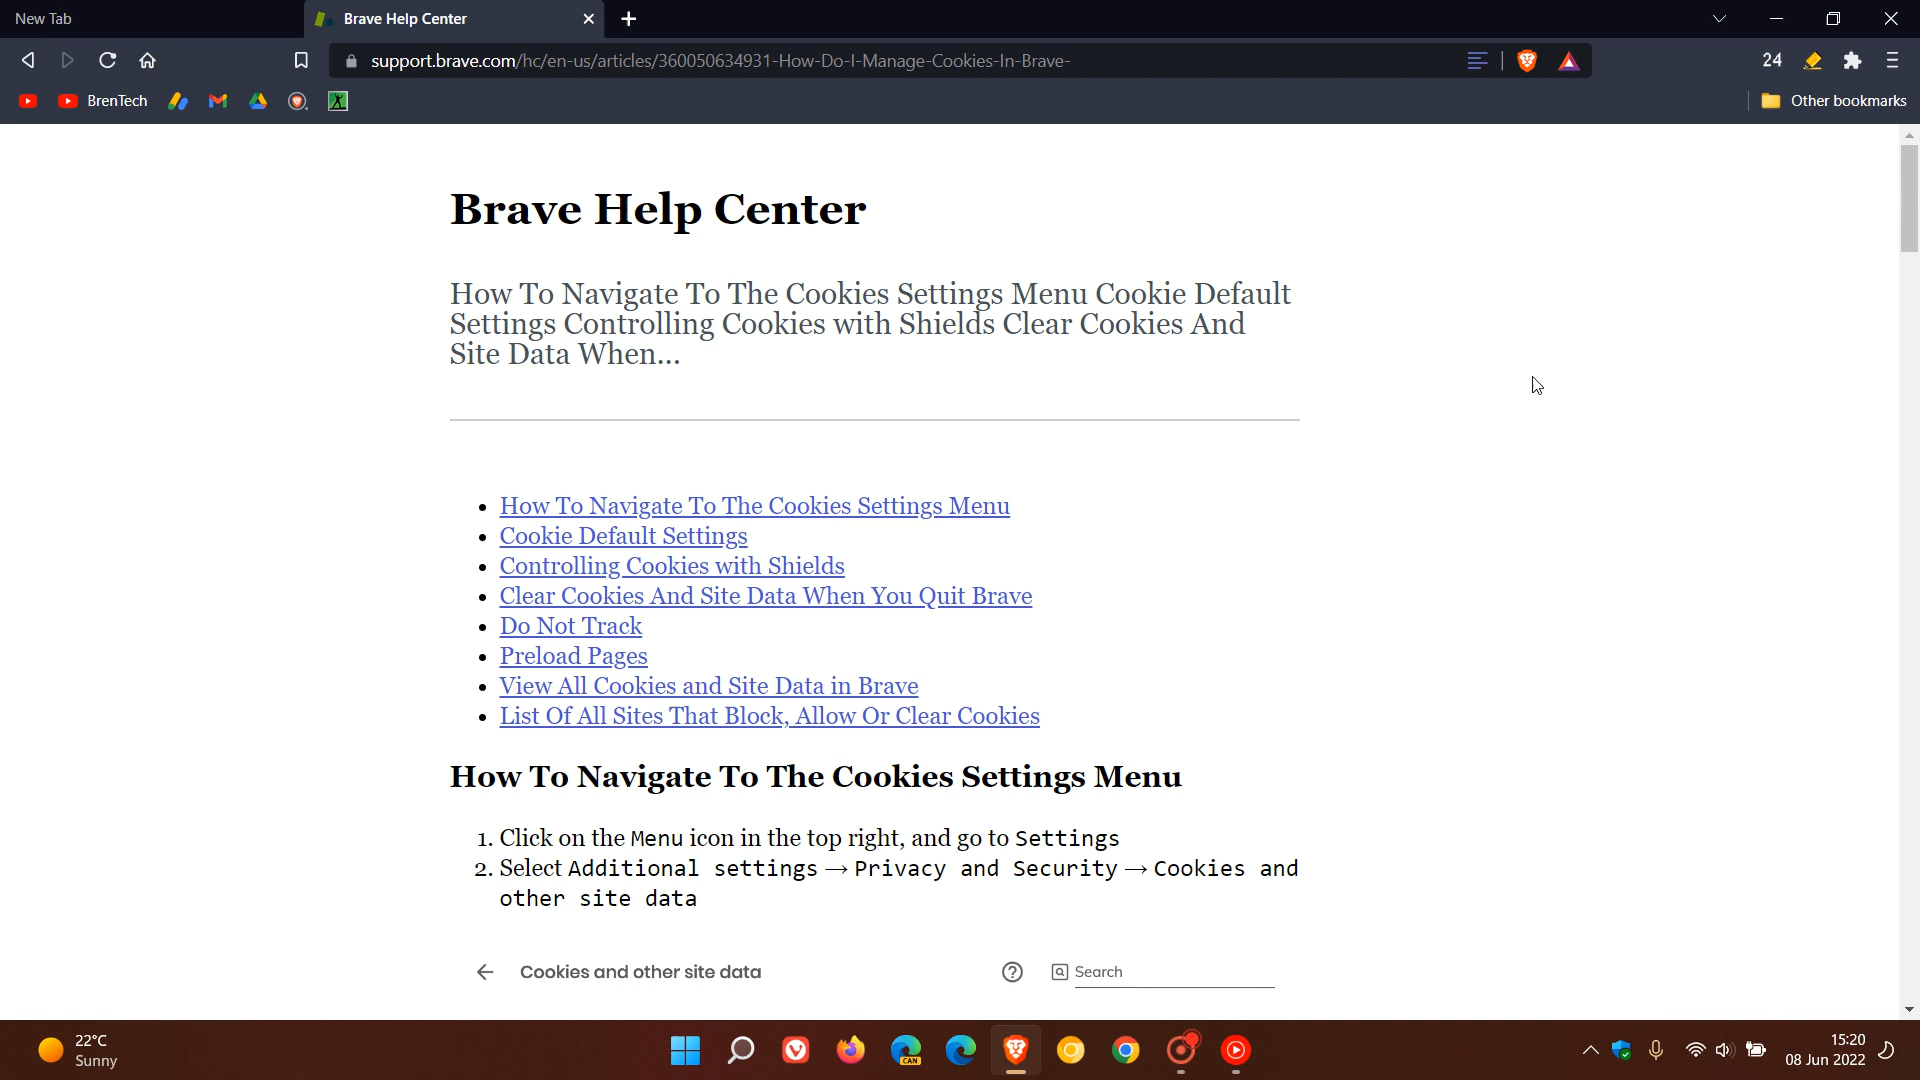 New Tab
Brave Help Center
support.brave.com/hc/en-us/articles/360050634931-How-Do-I-Manage-Cookies-In-Brave-
24
BrenTech
Other bookmarks
Brave Help Center
How To Navigate To The Cookies Settings Menu Cookie Default
Settings Controlling Cookies with Shields Clear Cookies And
Site Data When...
How To Navigate To The Cookies Settings Menu
Cookie Default Settings
Controlling Cookies with Shields
Clear Cookies And Site Data When You Quit Brave
Do Not Track
Preload Pages
View All Cookies and Site Data in Brave
List Of All Sites That Block, Allow Or Clear Cookies
How To Navigate To The Cookies Settings Menu
1. Click on the Menu icon in the top right, and go to Settings
2. Select Additional settings → Privacy and Security → Cookies and
other site data
Cookies and other site data
Search
22°C
Sunny
CAN
15:20
08 Jun 2022